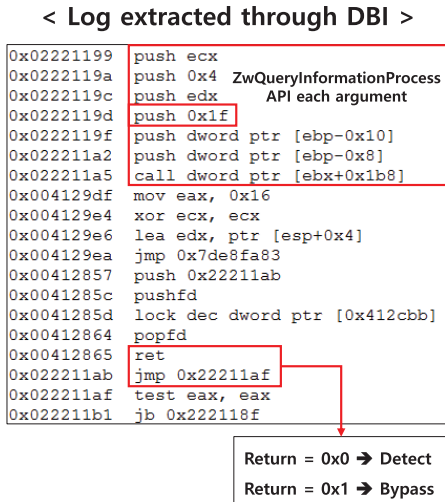 < Log extracted through DBI >
0x02221199 push ecx
0x0222119a push 0x4
0x0222119c push edx
0x0222119d push 0x1f
0x0222119f push dword ptr [ebp-0x10]
0x022211a2 push dword ptr [ebp-0x8]
0x022211a5 call dword ptr [ebx+0x1b8]
ZwQueryInformationProcess
API each argument
0x004129df mov eax, 0x16
0x004129e4 xor ecx, ecx
0x004129e6 lea edx, ptr [esp+0x4]
0x004129ea jmp 0x7de8fa83
0x00412857 push 0x22211ab
0x0041285c pushfd
0x0041285d lock dec dword ptr [0x412cbb]
0x00412864 popfd
0x00412865 ret
0x022211ab jmp 0x22211af
0x022211af test eax, eax
0x022211b1 jb 0x222118f
Return = 0x0 ➔ Detect
Return = 0x1 ➔ Bypass